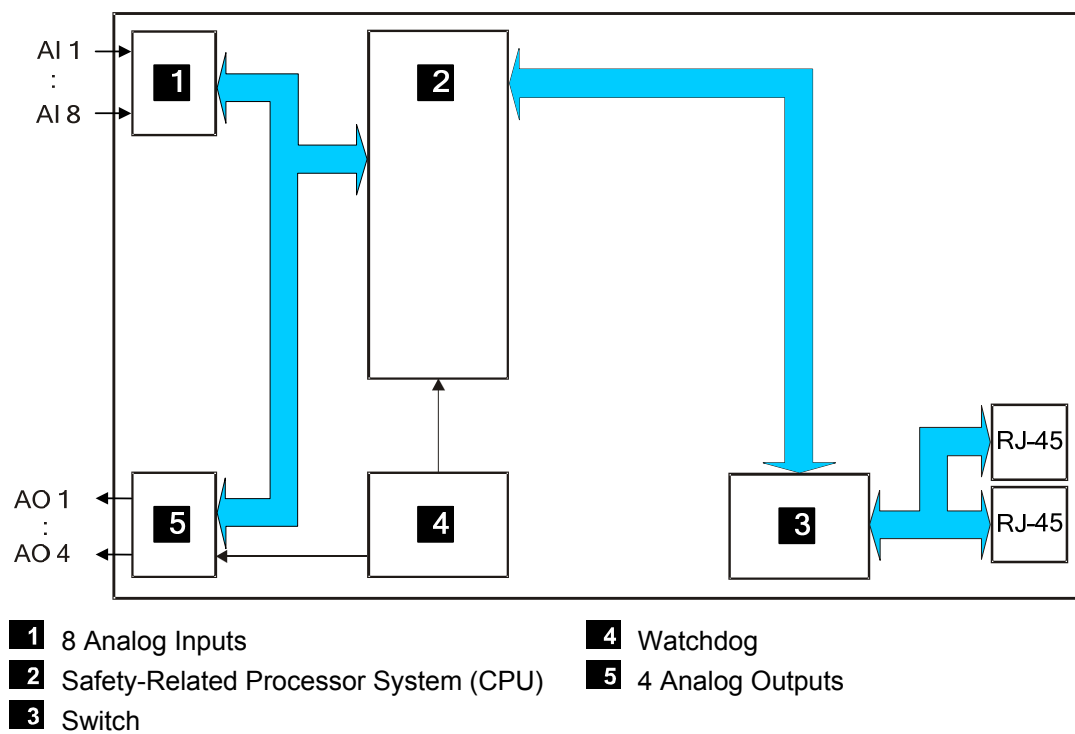 AI 1
:
AI 8
1
2
RJ-45
RJ-45
AO 1
:
AO 4
5
4
3
1 8 Analog Inputs
2 Safety-Related Processor System (CPU)
3 Switch
4 Watchdog
5 4 Analog Outputs